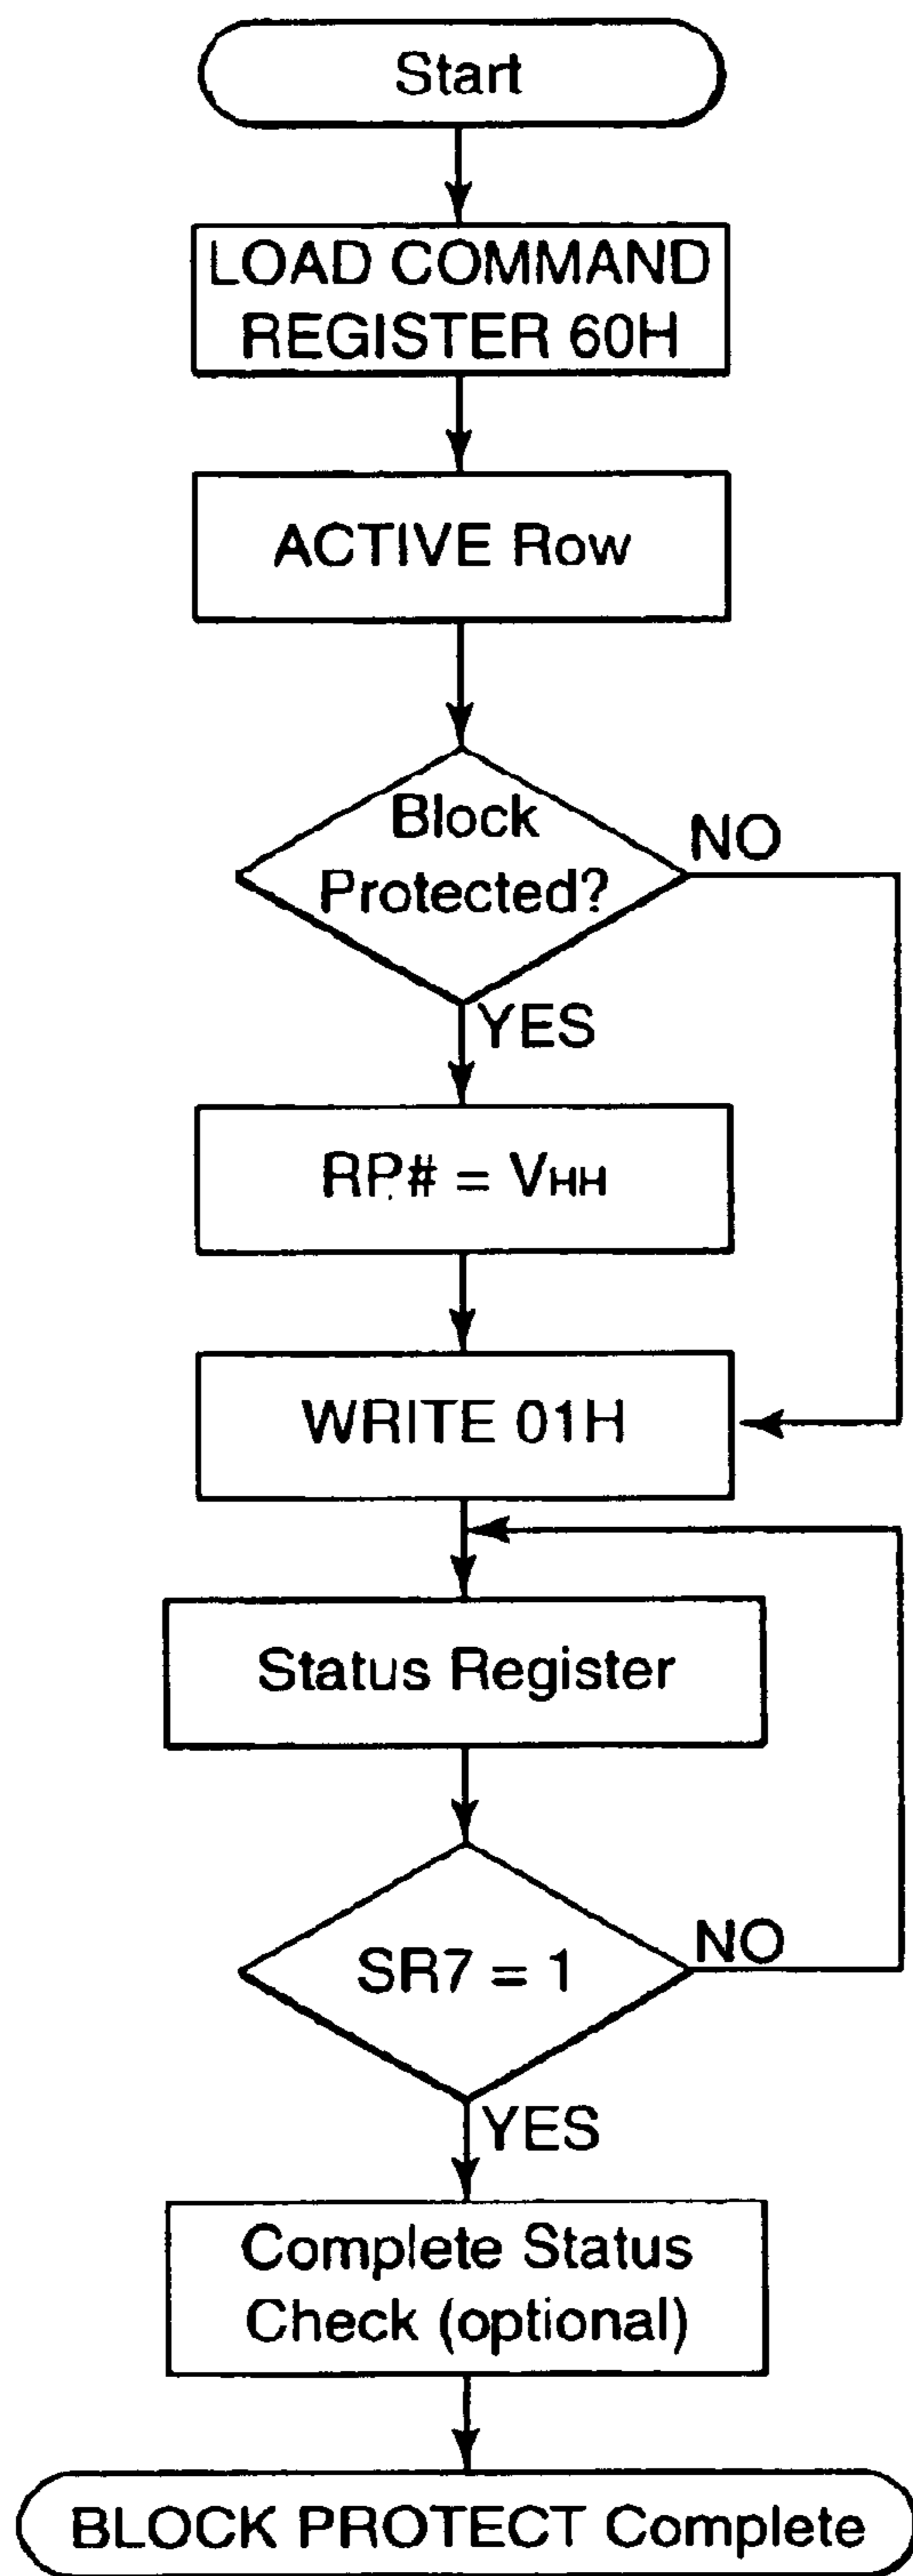 Start
LOAD COMMAND
REGISTER 60H
ACTIVE Row
Block
Protected?
NO
YES
RP# = VHH
WRITE 01H
Status Register
SR7 = 1
NO
YES
Complete Status
Check (optional)
BLOCK PROTECT Complete